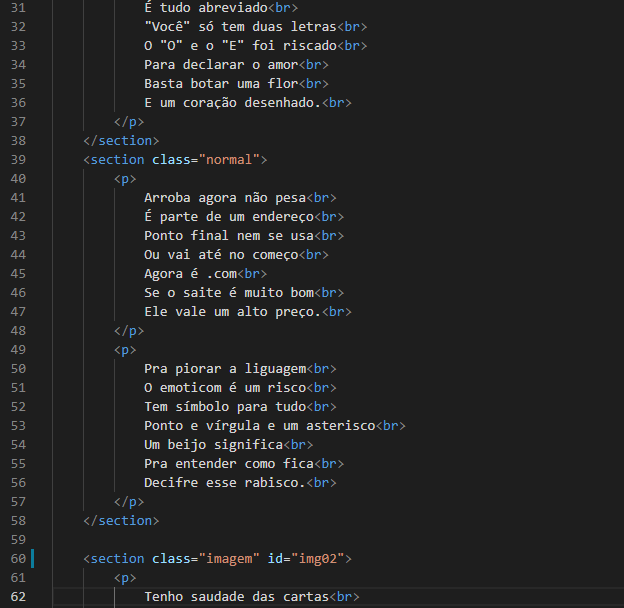 31 É tudo abreviado<br>
32 "Você" só tem duas letras<br>
33 O "O" e o "E" foi riscado<br>
34 Para declarar o amor<br>
35 Basta botar uma flor<br>
36 E um coração desenhado.<br>
37 </p>
38 </section>
39 <section class="normal">
40 <p>
41 Arroba agora não pesa<br>
42 É parte de um endereço<br>
43 Ponto final nem se usa<br>
44 Ou vai até no começo<br>
45 Agora é .com<br>
46 Se o saite é muito bom<br>
47 Ele vale um alto preço.<br>
48 </p>
49 <p>
50 Pra piorar a liguagem<br>
51 O emoticom é um risco<br>
52 Tem símbolo para tudo<br>
53 Ponto e vírgula e um asterisco<br>
54 Um beijo significa<br>
55 Pra entender como fica<br>
56 Decifre esse rabisco.<br>
57 </p>
58 </section>
59
60 <section class="imagem" id="img02">
61 <p>
62 Tenho saudade das cartas<br>